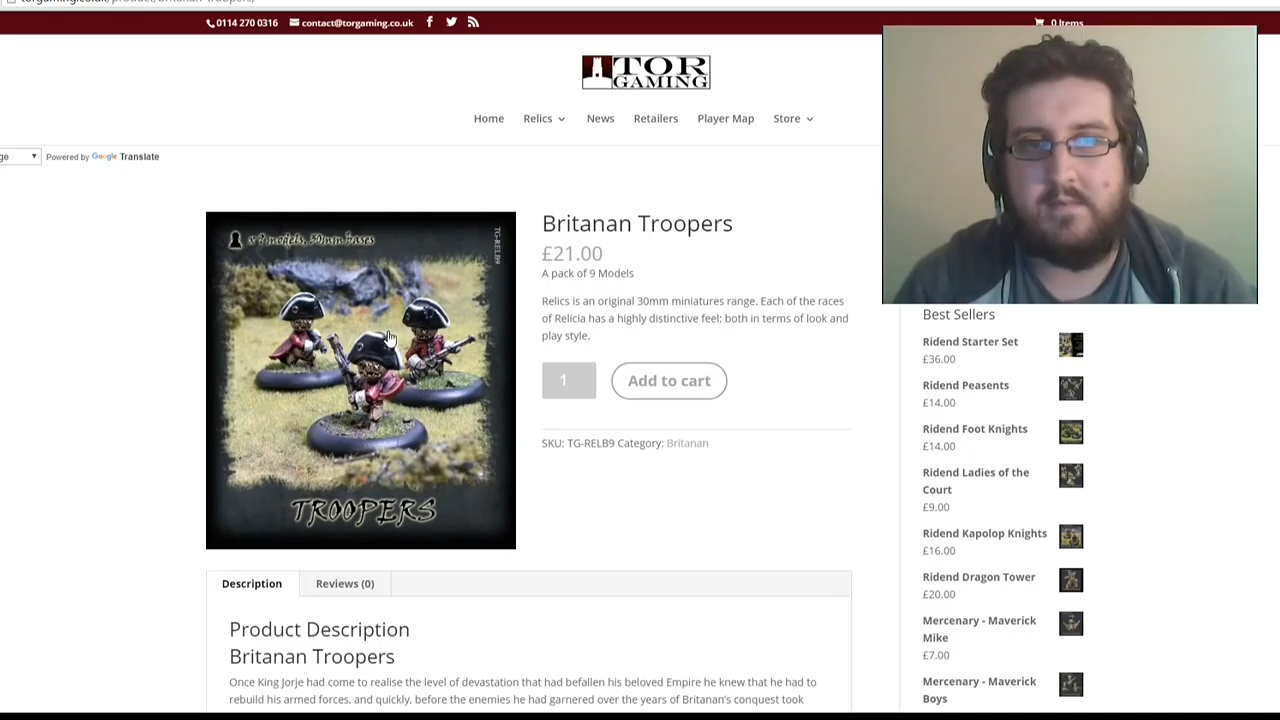 0114 270 0316 contact@torgaming.co.uk 0 Items
TOR
GAMING
Home Relics News Retailers Player Map Store
ge Powered by Google Translate
x 9 models, 30mm bases
TG-RELB9
TROOPERS
Britanan Troopers
£21.00
A pack of 9 Models
Relics is an original 30mm miniatures range. Each of the races
of Relicia has a highly distinctive feel; both in terms of look and
play style.
1 Add to cart
SKU: TG-RELB9 Category: Britanan
Best Sellers
Ridend Starter Set
£36.00
Ridend Peasents
£14.00
Ridend Foot Knights
£14.00
Ridend Ladies of the
Court
£9.00
Ridend Kapolop Knights
£16.00
Ridend Dragon Tower
£20.00
Mercenary - Maverick
Mike
£7.00
Mercenary - Maverick
Boys
Description Reviews (0)
Product Description
Britanan Troopers
Once King Jorje had come to realise the level of devastation that had befallen his beloved Empire he knew that he had to
rebuild his armed forces, and quickly, before the enemies he had garnered over the years of Britanan's conquest took